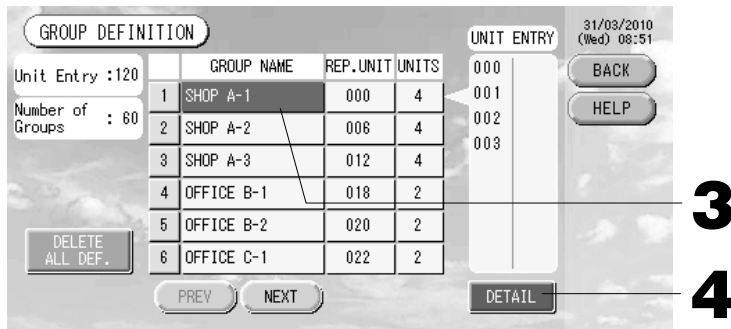 GROUP DEFINITION
31/03/2010
(Wed) 08:51
Unit Entry :120
Number of : 60
Groups
GROUP NAME REP.UNIT UNITS
1 SHOP A-1 000 4
2 SHOP A-2 006 4
3 SHOP A-3 012 4
4 OFFICE B-1 018 2
5 OFFICE B-2 020 2
6 OFFICE C-1 022 2
UNIT ENTRY
000
001
002
003
BACK
HELP
DELETE
ALL DEF.
PREV NEXT
DETAIL
3
4